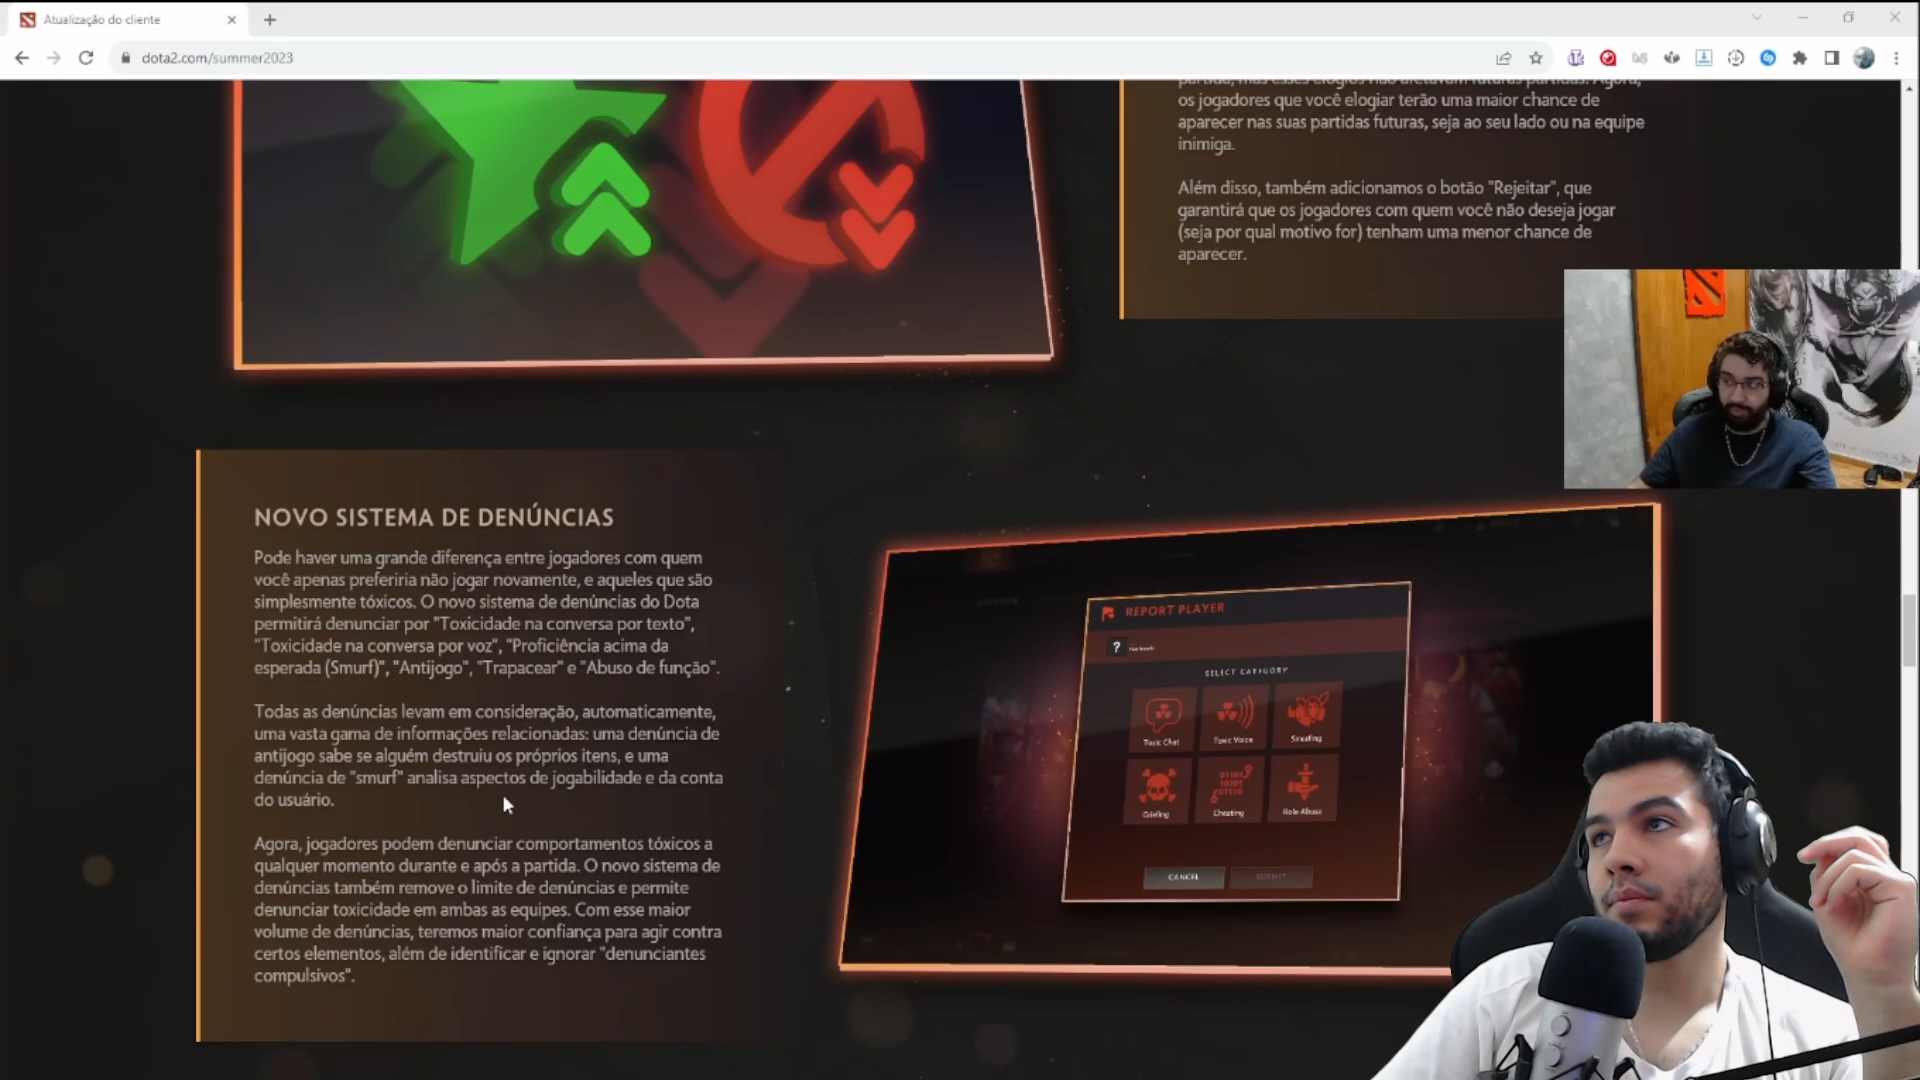 Atualização do cliente
dota2.com/summer2023
partida, mas esses elogios não afetavam futuras partidas. Agora,
os jogadores que você elogiar terão uma maior chance de
aparecer nas suas partidas futuras, seja ao seu lado ou na equipe
inimiga.
Além disso, também adicionamos o botão "Rejeitar", que
garantirá que os jogadores com quem você não deseja jogar
(seja por qual motivo for) tenham uma menor chance de
aparecer.
NOVO SISTEMA DE DENÚNCIAS
Pode haver uma grande diferença entre jogadores com quem
você apenas preferiria não jogar novamente, e aqueles que são
simplesmente tóxicos. O novo sistema de denúncias do Dota
permitirá denunciar por "Toxicidade na conversa por texto",
"Toxicidade na conversa por voz", "Proficiência acima da
esperada (Smurf)", "Antijogo", "Trapacear" e "Abuso de função".
Todas as denúncias levam em consideração, automaticamente,
uma vasta gama de informações relacionadas: uma denúncia de
antijogo sabe se alguém destruiu os próprios itens, e uma
denúncia de "smurf" analisa aspectos de jogabilidade e da conta
do usuário.
Agora, jogadores podem denunciar comportamentos tóxicos a
qualquer momento durante e após a partida. O novo sistema de
denúncias também remove o limite de denúncias e permite
denunciar toxicidade em ambas as equipes. Com esse maior
volume de denúncias, teremos maior confiança para agir contra
certos elementos, além de identificar e ignorar "denunciantes
compulsivos".
REPORT PLAYER
?
SELECT CATEGORY
Toxic Chat
Toxic Voice
Smurfing
Griefing
Cheating
Role Abuse
CANCEL
SUBMIT